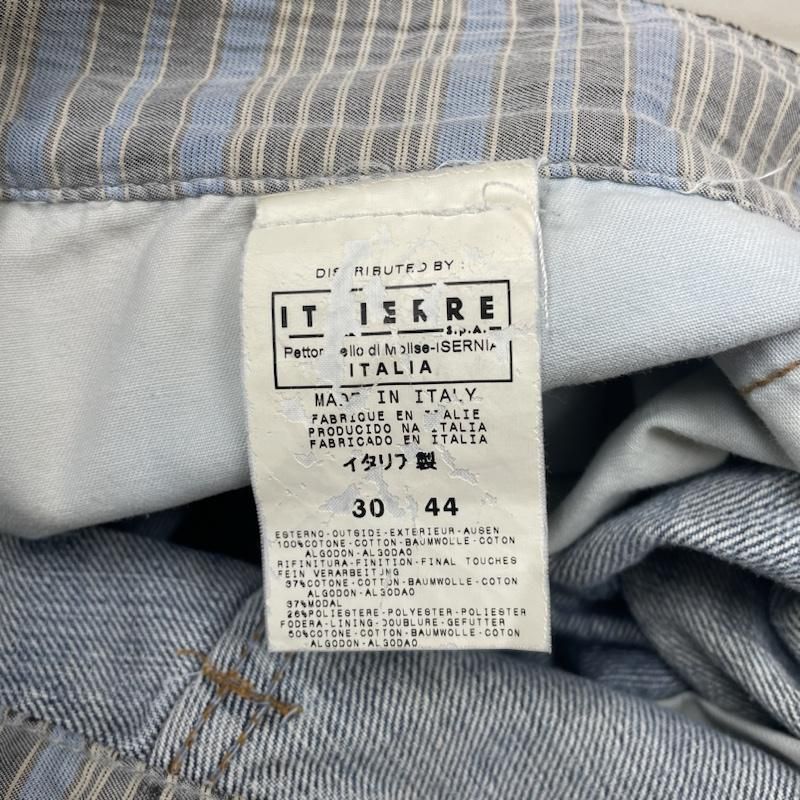 DISTRIBUTED BY :
ITTIERRE
S.p.A.
Pettoranello di Molise-ISERNIA
ITALIA
MADE IN ITALY
FABRIQUE EN ITALIE
PRODUCIDO NA ITALIA
FABRICADO EN ITALIA
イタリア製
30 44
ESTERNO-OUTSIDE-EXTERIEUR-AUSEN
100%COTONE-COTTON-BAUMWOLLE-COTON
ALGODON-ALGODAO
RIFINITURA-FINITION-FINAL TOUCHES
FEIN VERARBEITUNG
37%COTONE-COTTON-BAUMWOLLE-COTON
ALGODON-ALGODAO
37%MODAL
26%POLIESTERE-POLYESTER-POLIESTER
FODERA-LINING-DOUBLURE-GEFUTTER
50%COTONE-COTTON-BAUMWOLLE-COTON
ALGODON-ALGODAO